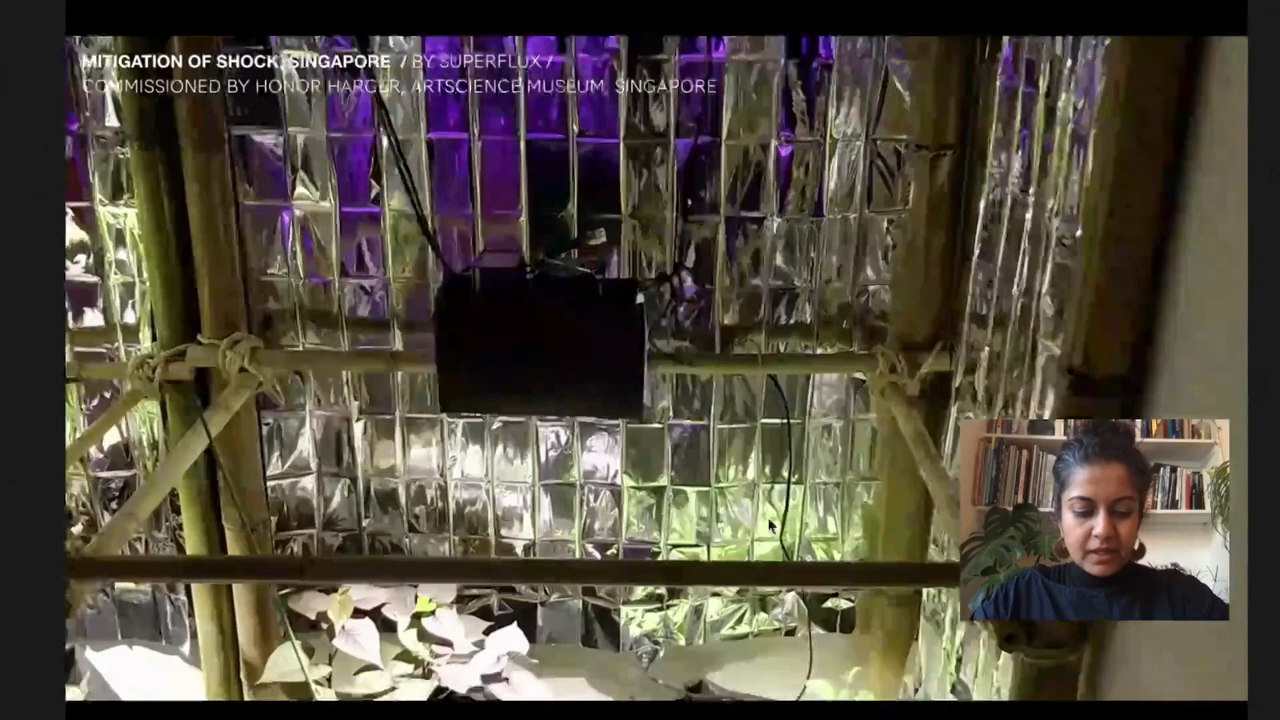 MITIGATION OF SHOCK, SINGAPORE / BY SUPERFLUX /
COMMISSIONED BY HONOR HARGER, ARTSCIENCE MUSEUM, SINGAPORE